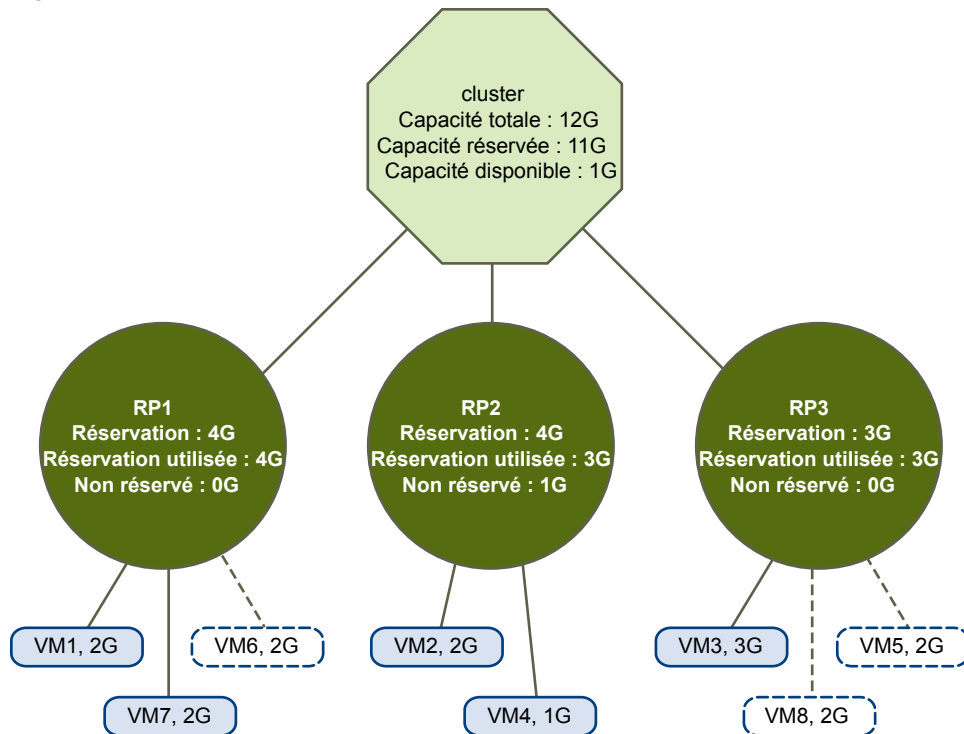 cluster
Capacité totale : 12G
Capacité réservée : 11G
Capacité disponible : 1G
RP1
Réservation : 4G
Réservation utilisée : 4G
Non réservé : 0G
RP2
Réservation : 4G
Réservation utilisée : 3G
Non réservé : 1G
RP3
Réservation : 3G
Réservation utilisée : 3G
Non réservé : 0G
VM1, 2G
VM6, 2G
VM2, 2G
VM3, 3G
VM5, 2G
VM7, 2G
VM4, 1G
VM8, 2G